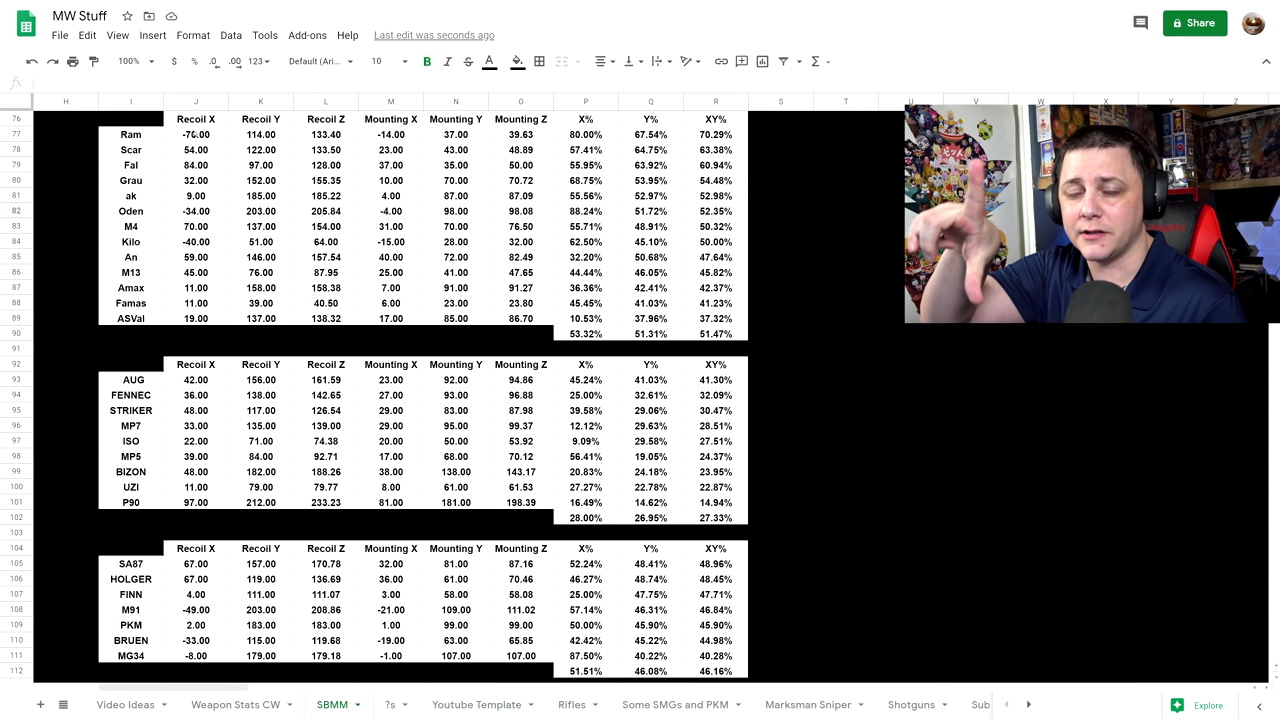 MW Stuff
File Edit View Insert Format Data Tools Add-ons Help Last edit was seconds ago
Share
100% $ % .0 .00 123 Default (Ari... 10 B I S A
fx
H I J K L M N O P Q R S T U V W X Y Z
76 Recoil X Recoil Y Recoil Z Mounting X Mounting Y Mounting Z X% Y% XY%
77 Ram -76.00 114.00 133.40 -14.00 37.00 39.63 80.00% 67.54% 70.29%
78 Scar 54.00 122.00 133.50 23.00 43.00 48.89 57.41% 64.75% 63.38%
79 Fal 84.00 97.00 128.00 37.00 35.00 50.00 55.95% 63.92% 60.94%
80 Grau 32.00 152.00 155.35 10.00 70.00 70.72 68.75% 53.95% 54.48%
81 ak 9.00 185.00 185.22 4.00 87.00 87.09 55.56% 52.97% 52.98%
82 Oden -34.00 203.00 205.84 -4.00 98.00 98.08 88.24% 51.72% 52.35%
83 M4 70.00 137.00 154.00 31.00 70.00 76.50 55.71% 48.91% 50.32%
84 Kilo -40.00 51.00 64.00 -15.00 28.00 32.00 62.50% 45.10% 50.00%
85 An 59.00 146.00 157.54 40.00 72.00 82.49 32.20% 50.68% 47.64%
86 M13 45.00 76.00 87.95 25.00 41.00 47.65 44.44% 46.05% 45.82%
87 Amax 11.00 158.00 158.38 7.00 91.00 91.27 36.36% 42.41% 42.37%
88 Famas 11.00 39.00 40.50 6.00 23.00 23.80 45.45% 41.03% 41.23%
89 ASVal 19.00 137.00 138.32 17.00 85.00 86.70 10.53% 37.96% 37.32%
90 53.32% 51.31% 51.47%
91
92 Recoil X Recoil Y Recoil Z Mounting X Mounting Y Mounting Z X% Y% XY%
93 AUG 42.00 156.00 161.59 23.00 92.00 94.86 45.24% 41.03% 41.30%
94 FENNEC 36.00 138.00 142.65 27.00 93.00 96.88 25.00% 32.61% 32.09%
95 STRIKER 48.00 117.00 126.54 29.00 83.00 87.98 39.58% 29.06% 30.47%
96 MP7 33.00 135.00 139.00 29.00 95.00 99.37 12.12% 29.63% 28.51%
97 ISO 22.00 71.00 74.38 20.00 50.00 53.92 9.09% 29.58% 27.51%
98 MP5 39.00 84.00 92.71 17.00 68.00 70.12 56.41% 19.05% 24.37%
99 BIZON 48.00 182.00 188.26 38.00 138.00 143.17 20.83% 24.18% 23.95%
100 UZI 11.00 79.00 79.77 8.00 61.00 61.53 27.27% 22.78% 22.87%
101 P90 97.00 212.00 233.23 81.00 181.00 198.39 16.49% 14.62% 14.94%
102 28.00% 26.95% 27.33%
103
104 Recoil X Recoil Y Recoil Z Mounting X Mounting Y Mounting Z X% Y% XY%
105 SA87 67.00 157.00 170.78 32.00 81.00 87.16 52.24% 48.41% 48.96%
106 HOLGER 67.00 119.00 136.69 36.00 61.00 70.46 46.27% 48.74% 48.45%
107 FINN 4.00 111.00 111.07 3.00 58.00 58.08 25.00% 47.75% 47.71%
108 M91 -49.00 203.00 208.86 -21.00 109.00 111.02 57.14% 46.31% 46.84%
109 PKM 2.00 183.00 183.00 1.00 99.00 99.00 50.00% 45.90% 45.90%
110 BRUEN -33.00 115.00 119.68 -19.00 63.00 65.85 42.42% 45.22% 44.98%
111 MG34 -8.00 179.00 179.18 -1.00 107.00 107.00 87.50% 40.22% 40.28%
112 51.51% 46.08% 46.16%
Video Ideas Weapon Stats CW SBMM ?s Youtube Template Rifles Some SMGs and PKM Marksman Sniper Shotguns Sub Explore